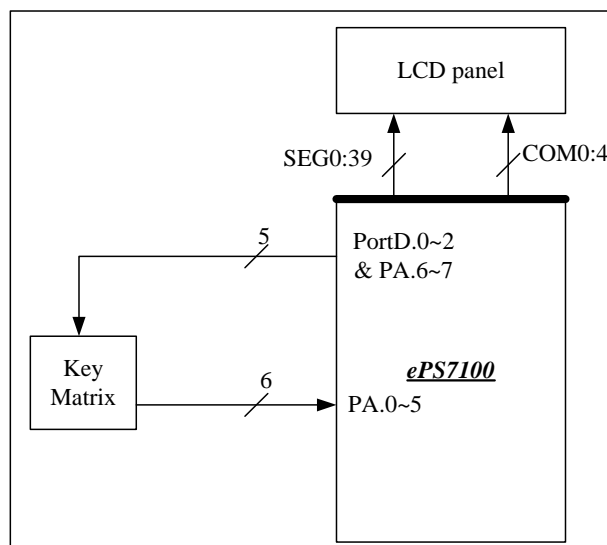 LCD panel
SEG0:39
COM0:4
5
PortD.0~2
& PA.6~7
Key
Matrix
ePS7100
6
PA.0~5